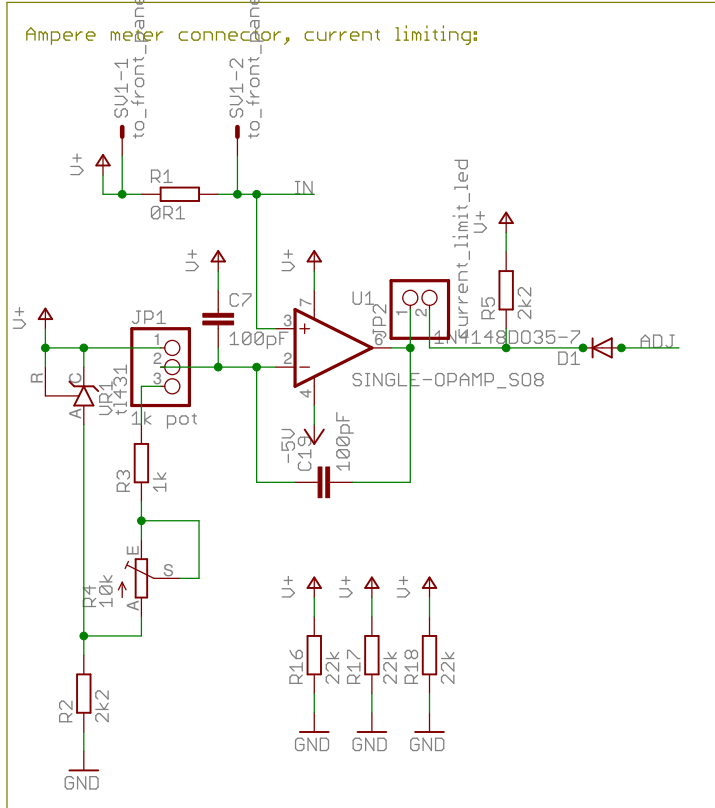 Ampere meter connector, current limiting:
SV1-1
to_front_pane
SV1-2
to_front_pane
V+
R1
0R1
IN
V+
C7
100pF
V+
U1
7
3
2
6
4
SINGLE-OPAMP_SO8
-5V
C19
100pF
JP2
1
2
current_limit_led
V+
R5
2k2
1N4148DO35-7
D1
ADJ
V+
JP1
1
2
3
1k pot
R
C
A
VR1
tl431
R3
1k
E
S
A
R4
10k
R2
2k2
GND
V+
R16
22k
GND
V+
R17
22k
GND
V+
R18
22k
GND